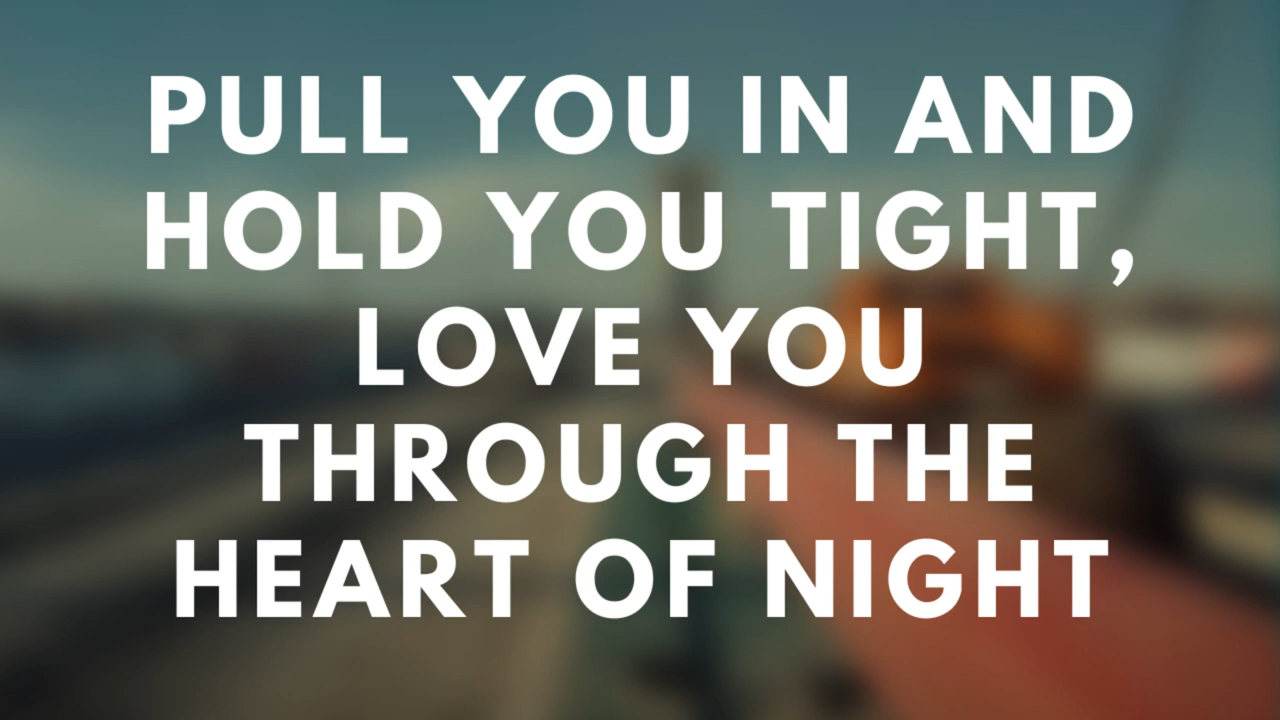 PULL YOU IN AND
HOLD YOU TIGHT,
LOVE YOU
THROUGH THE
HEART OF NIGHT